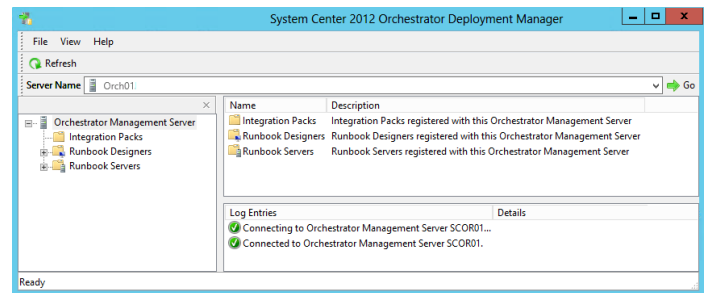 System Center 2012 Orchestrator Deployment Manager
File View Help
Refresh
Server Name Orch01 Go
Orchestrator Management Server
Integration Packs
Runbook Designers
Runbook Servers
Name Description
Integration Packs Integration Packs registered with this Orchestrator Management Server
Runbook Designers Runbook Designers registered with this Orchestrator Management Server
Runbook Servers Runbook Servers registered with this Orchestrator Management Server
Log Entries Details
Connecting to Orchestrator Management Server SCOR01...
Connected to Orchestrator Management Server SCOR01.
Ready